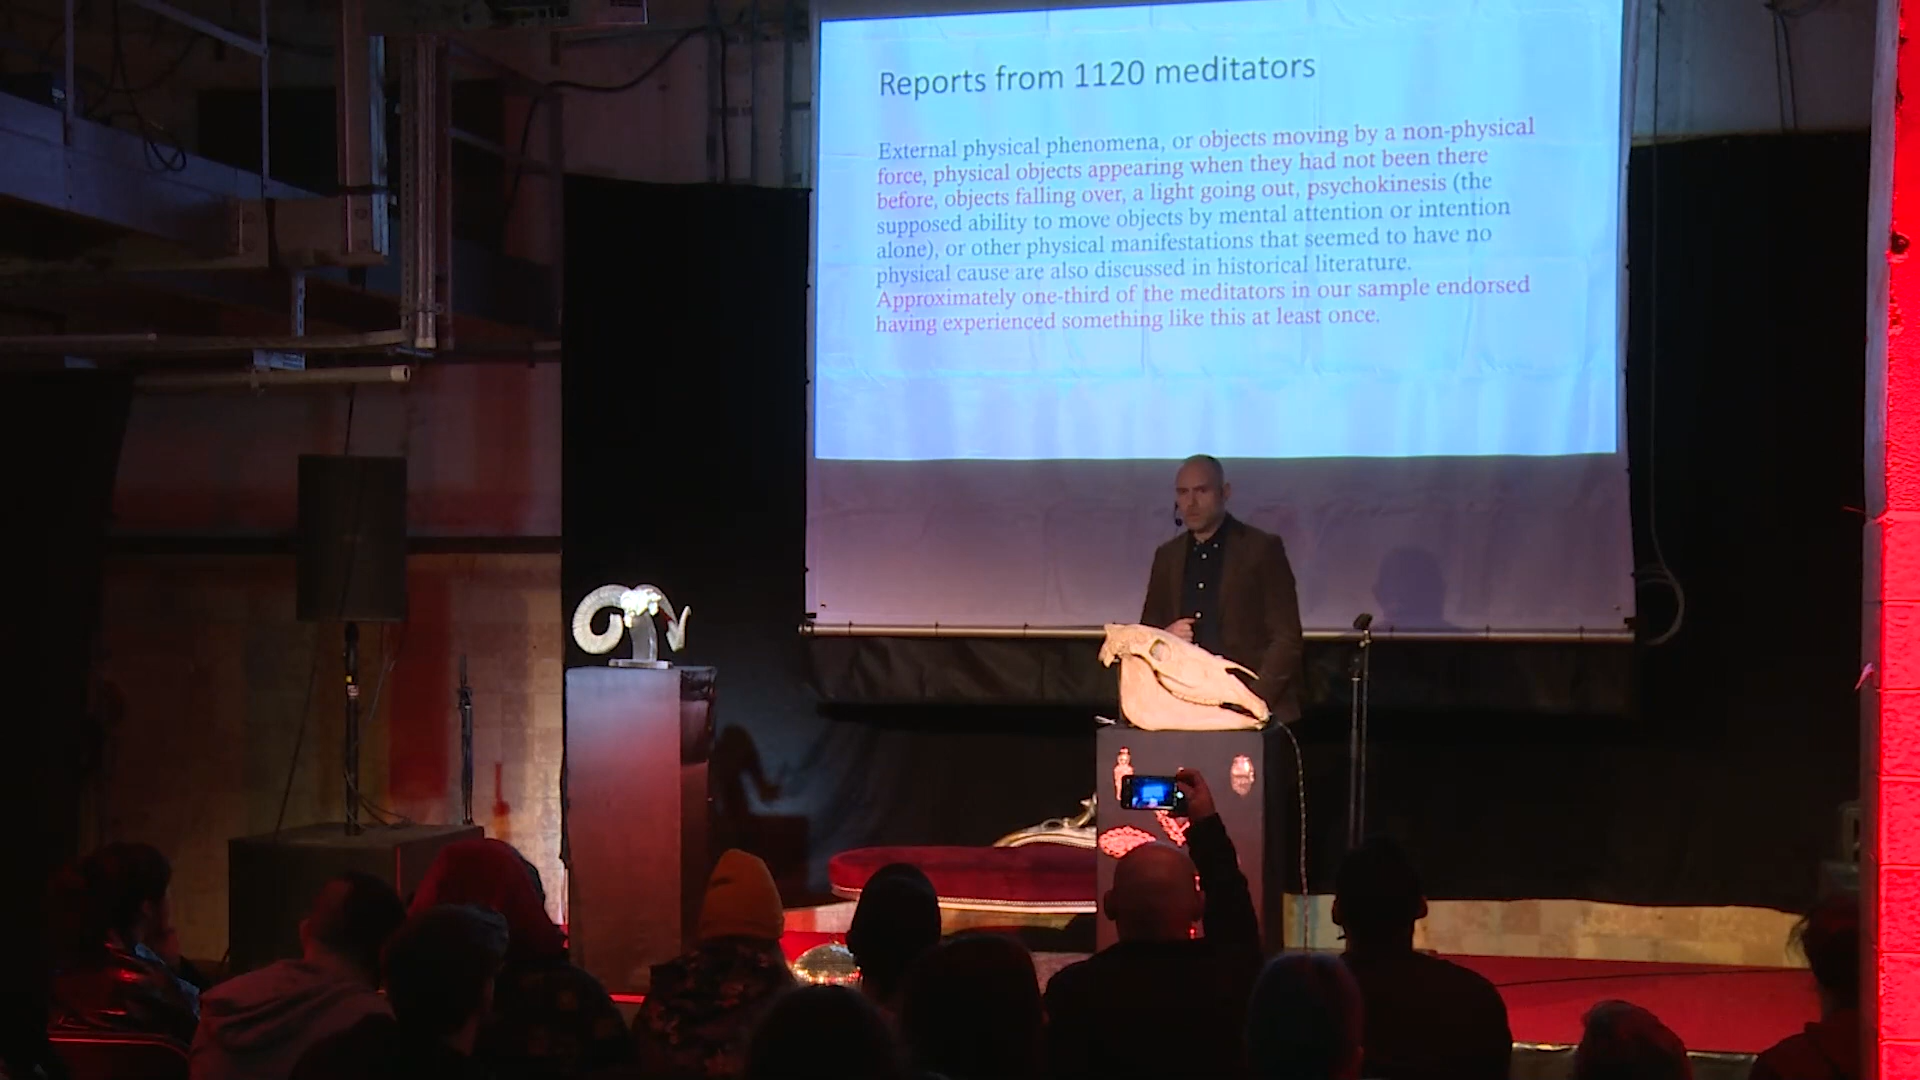 Reports from 1120 meditators
External physical phenomena, or objects moving by a non-physical
force, physical objects appearing when they had not been there
before, objects falling over, a light going out, psychokinesis (the
supposed ability to move objects by mental attention or intention
alone), or other physical manifestations that seemed to have no
physical cause are also discussed in historical literature.
Approximately one-third of the meditators in our sample endorsed
having experienced something like this at least once.